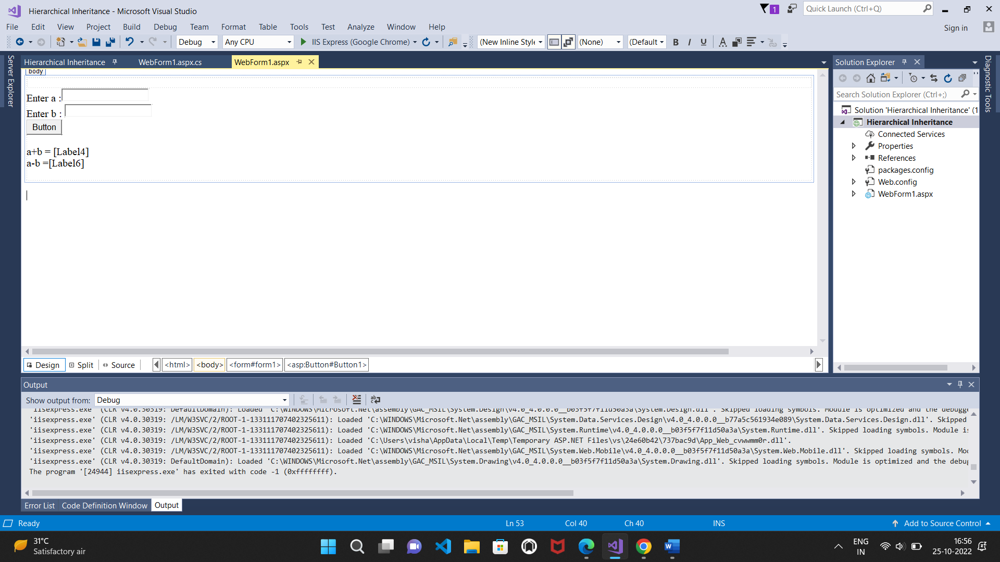 Hierarchical Inheritance - Microsoft Visual Studio
1
Quick Launch (Ctrl+Q)
File Edit View Project Build Debug Team Format Table Tools Test Analyze Window Help
Sign in
Debug Any CPU IIS Express (Google Chrome) (New Inline Style (None) (Default B I U
Server Explorer
Hierarchical Inheritance WebForm1.aspx.cs WebForm1.aspx
body
Enter a :
Enter b :
Button
a+b = [Label4]
a-b =[Label6]
Design Split Source <html> <body> <form#form1> <asp:Button#Button1>
Solution Explorer
Search Solution Explorer (Ctrl+;)
Solution 'Hierarchical Inheritance' (1
Hierarchical Inheritance
Connected Services
Properties
References
packages.config
Web.config
WebForm1.aspx
Diagnostic Tools
Output
Show output from: Debug
'iisexpress.exe' (CLR v4.0.30319: DefaultDomain): Loaded 'C:\WINDOWS\Microsoft.Net\assembly\GAC_MSIL\System.Design\v4.0_4.0.0.0__b03f5f7f11d50a3a\System.Design.dll'. Skipped loading symbols. Module is optimized and the debugge
'iisexpress.exe' (CLR v4.0.30319: /LM/W3SVC/2/ROOT-1-133111707402325611): Loaded 'C:\WINDOWS\Microsoft.Net\assembly\GAC_MSIL\System.Data.Services.Design\v4.0_4.0.0.0__b77a5c561934e089\System.Data.Services.Design.dll'. Skipped
'iisexpress.exe' (CLR v4.0.30319: /LM/W3SVC/2/ROOT-1-133111707402325611): Loaded 'C:\WINDOWS\Microsoft.Net\assembly\GAC_MSIL\System.Runtime\v4.0_4.0.0.0__b03f5f7f11d50a3a\System.Runtime.dll'. Skipped loading symbols. Module is
'iisexpress.exe' (CLR v4.0.30319: /LM/W3SVC/2/ROOT-1-133111707402325611): Loaded 'C:\Users\visha\AppData\Local\Temp\Temporary ASP.NET Files\vs\24e60b42\737bac9d\App_Web_cvwwmm0r.dll'.
'iisexpress.exe' (CLR v4.0.30319: /LM/W3SVC/2/ROOT-1-133111707402325611): Loaded 'C:\WINDOWS\Microsoft.Net\assembly\GAC_MSIL\System.Web.Mobile\v4.0_4.0.0.0__b03f5f7f11d50a3a\System.Web.Mobile.dll'. Skipped loading symbols. Mod
'iisexpress.exe' (CLR v4.0.30319: DefaultDomain): Loaded 'C:\WINDOWS\Microsoft.Net\assembly\GAC_MSIL\System.Drawing\v4.0_4.0.0.0__b03f5f7f11d50a3a\System.Drawing.dll'. Skipped loading symbols. Module is optimized and the debug
The program '[24944] iisexpress.exe' has exited with code -1 (0xffffffff).
Error List Code Definition Window Output
Ready Ln 53 Col 40 Ch 40 INS Add to Source Control
31°C
Satisfactory air
ENG
IN
16:56
25-10-2022